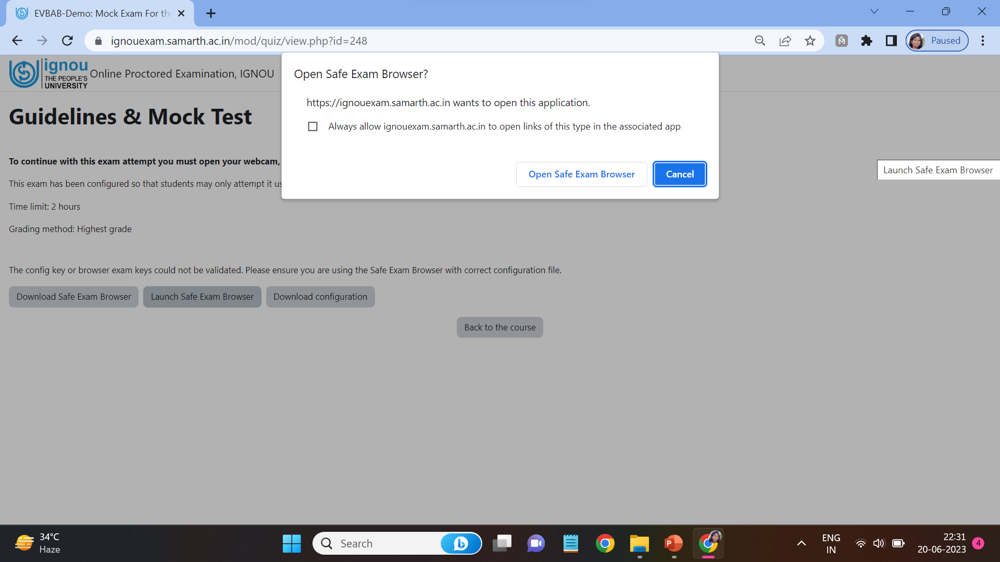 EVBAB-Demo: Mock Exam For th
ignouexam.samarth.ac.in/mod/quiz/view.php?id=248
Paused
ignou
THE PEOPLE'S
UNIVERSITY
Online Proctored Examination, IGNOU
Open Safe Exam Browser?
https://ignouexam.samarth.ac.in wants to open this application.
Always allow ignouexam.samarth.ac.in to open links of this type in the associated app
Open Safe Exam Browser
Cancel
Guidelines & Mock Test
To continue with this exam attempt you must open your webcam,
Launch Safe Exam Browser
This exam has been configured so that students may only attempt it us
Time limit: 2 hours
Grading method: Highest grade
The config key or browser exam keys could not be validated. Please ensure you are using the Safe Exam Browser with correct configuration file.
Download Safe Exam Browser
Launch Safe Exam Browser
Download configuration
Back to the course
34°C
Haze
Search
ENG
IN
22:31
20-06-2023
4